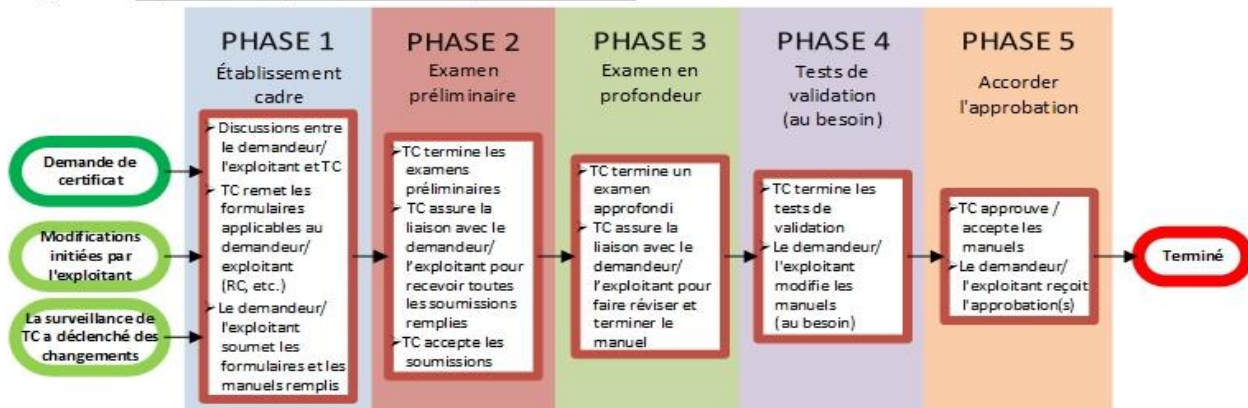 Demande de
certificat
Modifications
initiées par
l'exploitant
La surveillance de
TC a déclenché des
changements
PHASE 1
Établissement
cadre
➢ Discussions entre
le demandeur/
l'exploitant et TC
➢ TC remet les
formulaires
applicables au
demandeur/
exploitant
(RC, etc.)
➢ Le demandeur/
l'exploitant
soumet les
formulaires et les
manuels remplis
PHASE 2
Examen
préliminaire
➢ TC termine les
examens
préliminaires
➢ TC assure la
liaison avec le
demandeur/
l'exploitant pour
recevoir toutes
les soumissions
remplies
➢ TC accepte les
soumissions
PHASE 3
Examen en
profondeur
➢ TC termine un
examen
approfondi
➢ TC assure la
liaison avec le
demandeur/
l'exploitant pour
faire réviser et
terminer le
manuel
PHASE 4
Tests de
validation
(au besoin)
➢ TC termine les
tests de
validation
➢ Le demandeur/
l'exploitant
modifie les
manuels
(au besoin)
PHASE 5
Accorder
l'approbation
➢ TC approuve /
accepte les
manuels
➢ Le demandeur/
l'exploitant reçoit
l'approbation(s)
Terminé